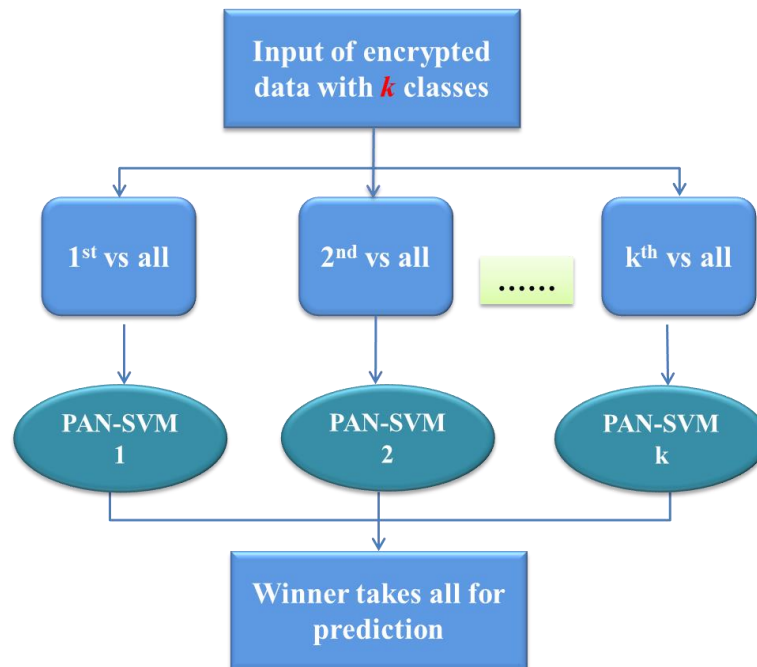 Input of encrypted
data with k classes
1st vs all
2nd vs all
......
kth vs all
PAN-SVM
1
PAN-SVM
2
PAN-SVM
k
Winner takes all for
prediction